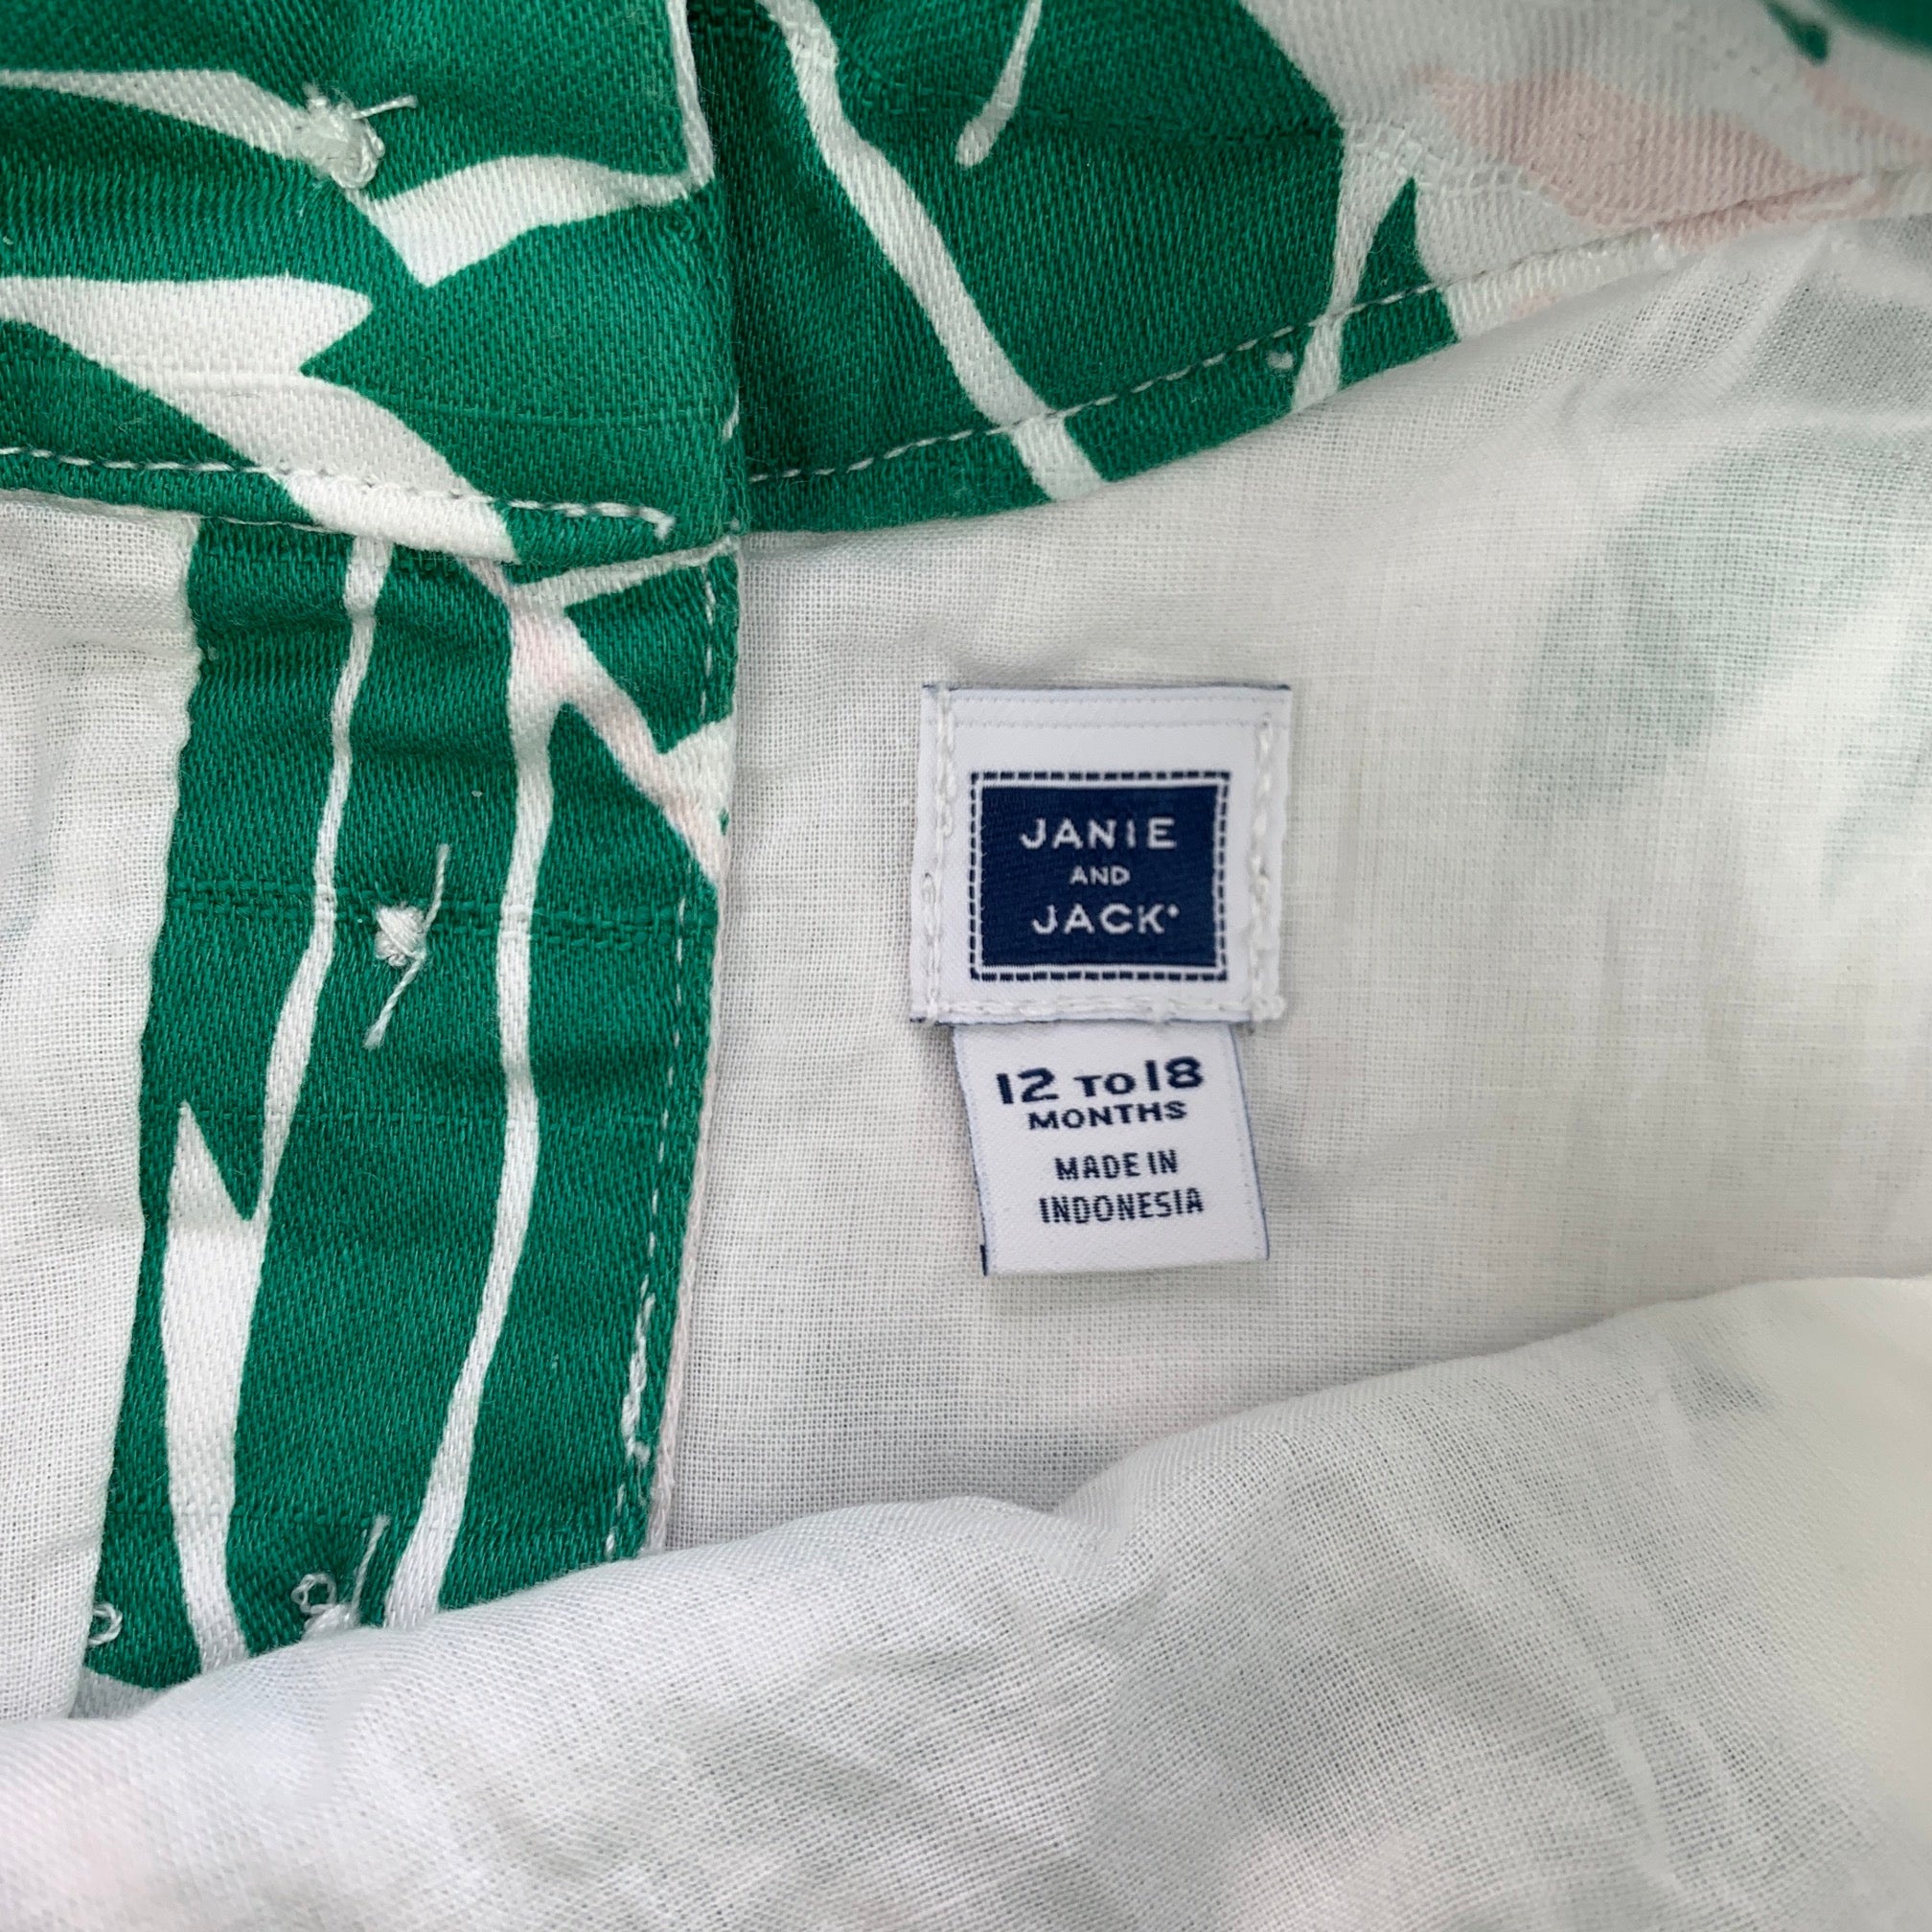 JANIE
AND
JACK
12 TO 18
MONTHS
MADE IN
INDONESIA